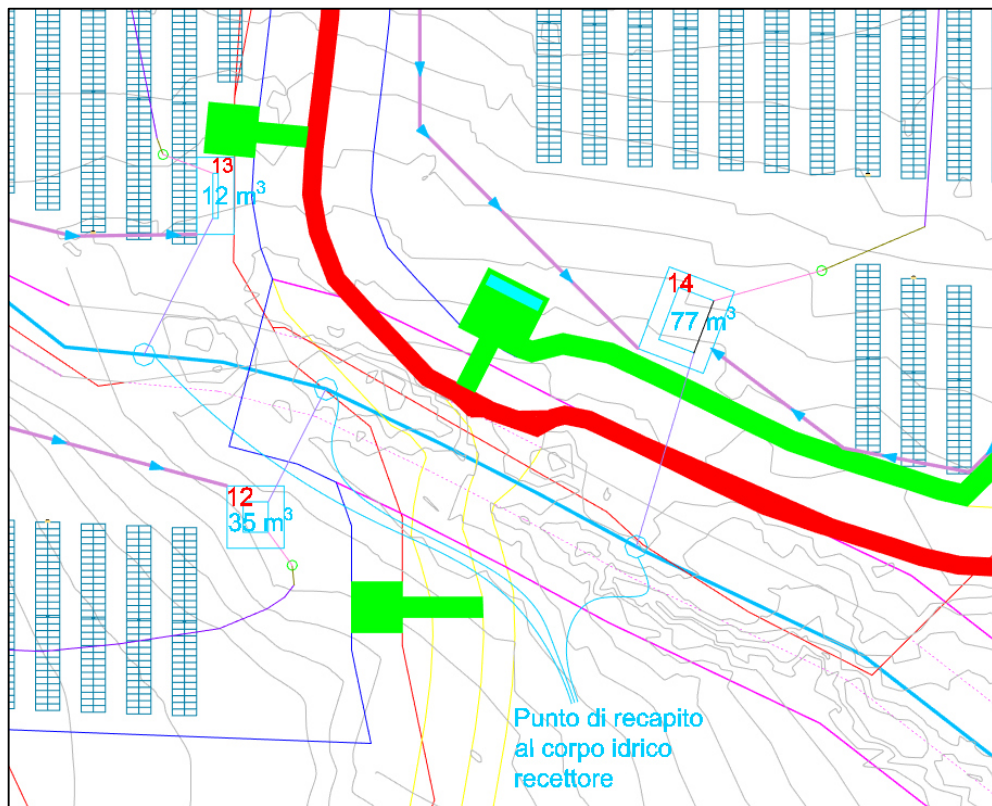 13
12 m³
14
77 m³
12
35 m³
Punto di recapito
al corpo idrico
recettore